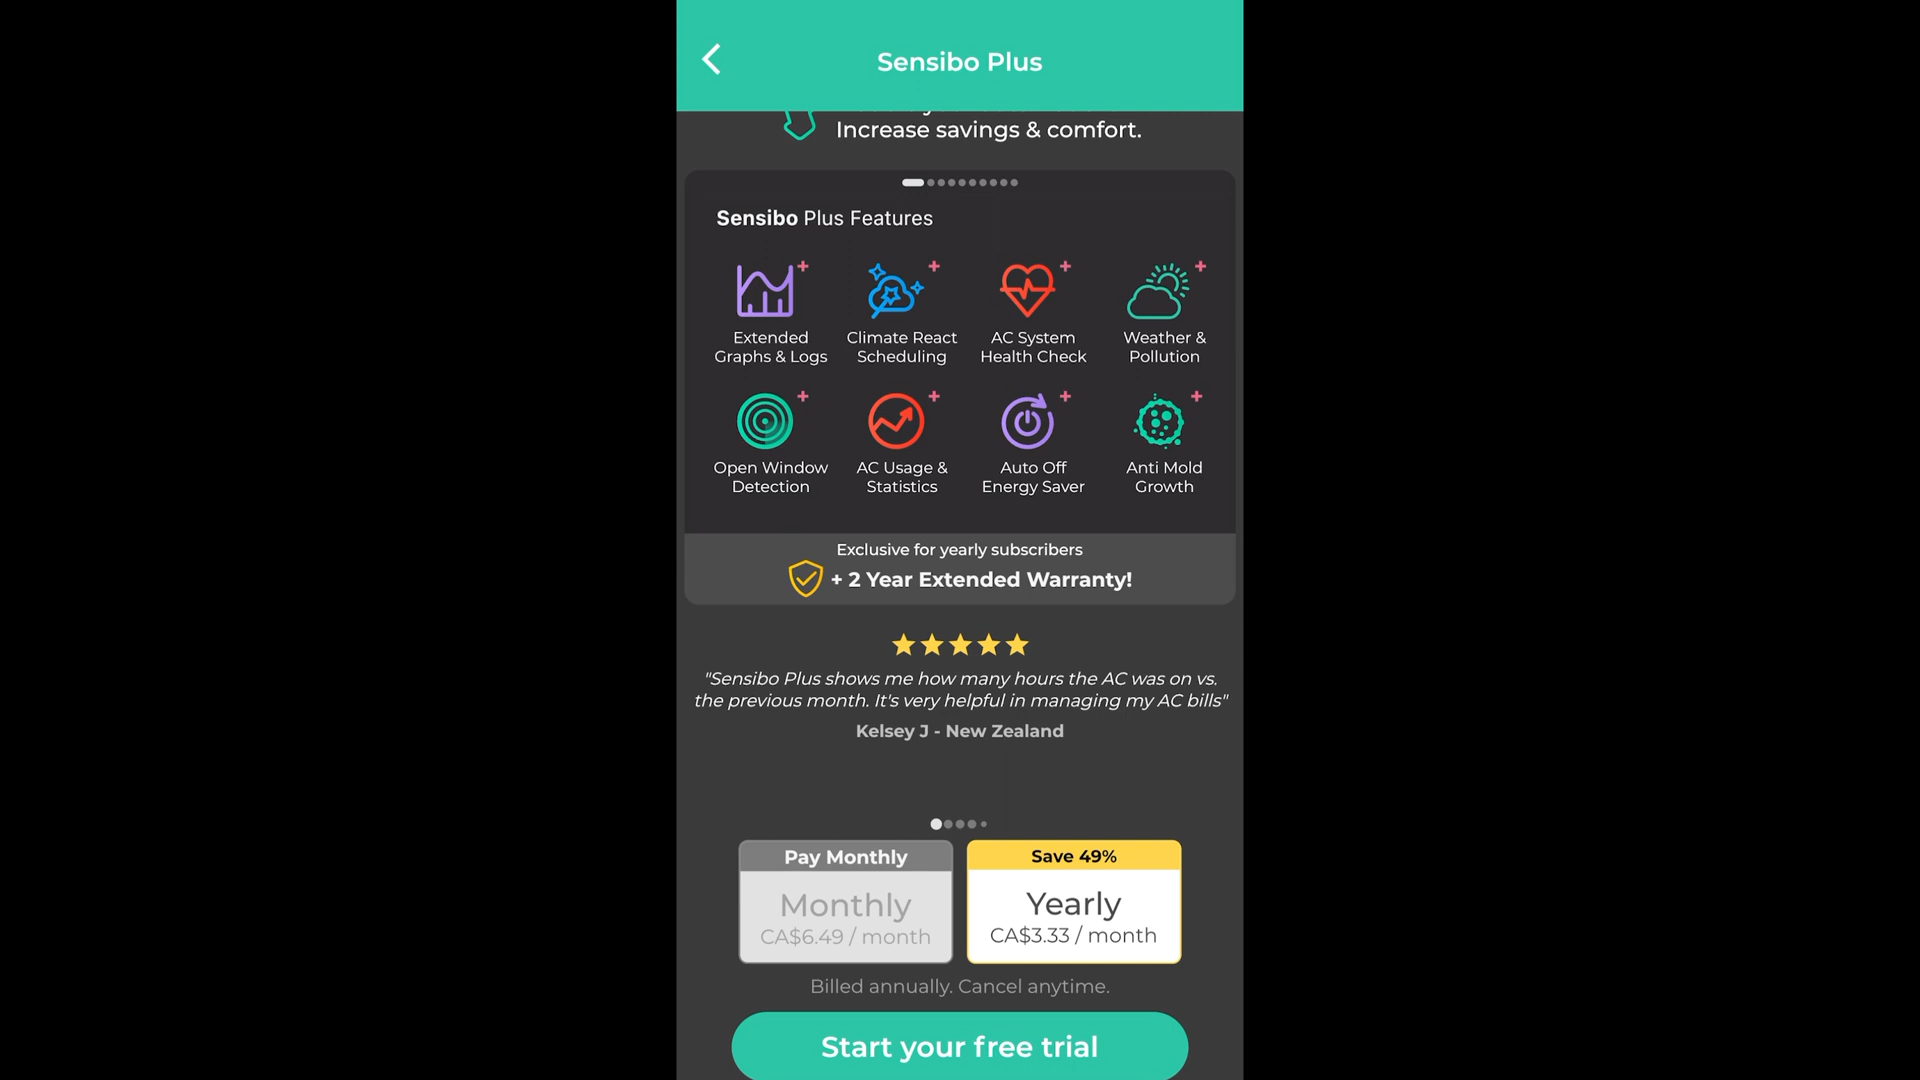 Sensibo Plus
Increase savings & comfort.
Sensibo Plus Features
Extended
Graphs & Logs
Climate React
Scheduling
AC System
Health Check
Weather &
Pollution
Open Window
Detection
AC Usage &
Statistics
Auto Off
Energy Saver
Anti Mold
Growth
Exclusive for yearly subscribers
+ 2 Year Extended Warranty!
"Sensibo Plus shows me how many hours the AC was on vs.
the previous month. It's very helpful in managing my AC bills"
Kelsey J - New Zealand
Pay Monthly
Monthly
CA$6.49 / month
Save 49%
Yearly
CA$3.33 / month
Billed annually. Cancel anytime.
Start your free trial